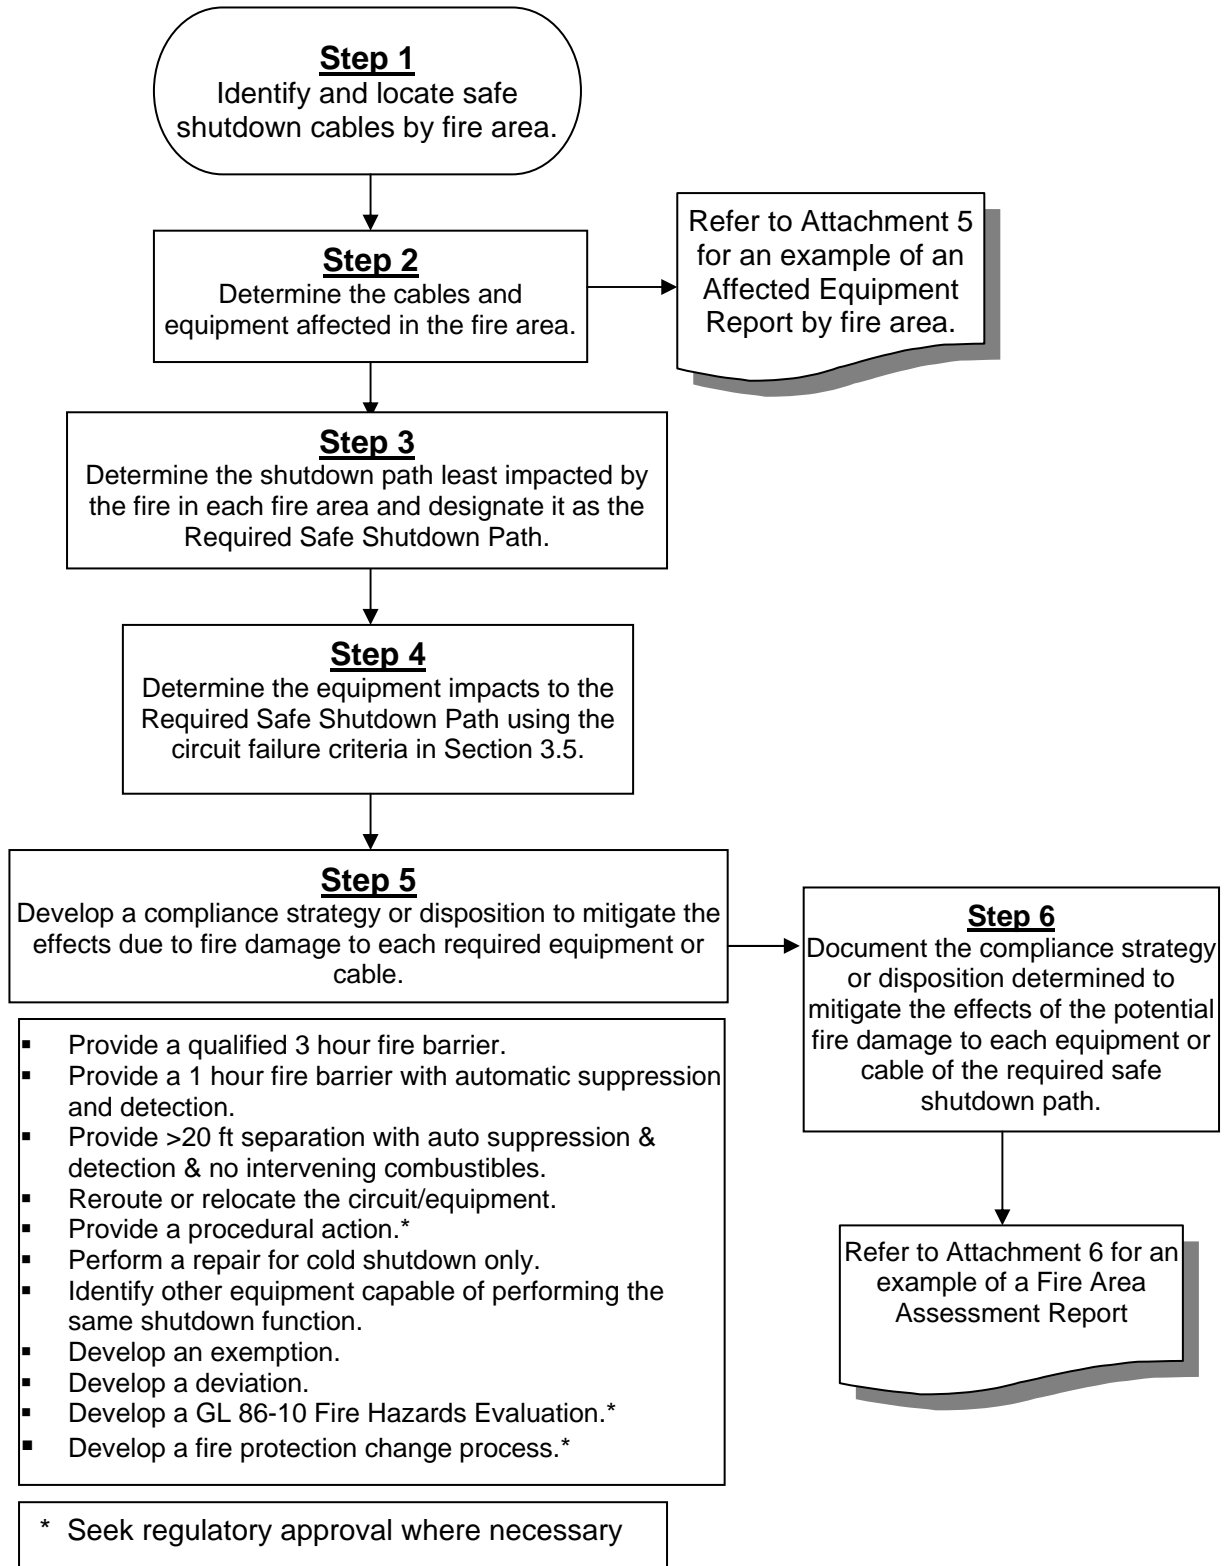 Step 1
Identify and locate safe
shutdown cables by fire area.
Step 2
Determine the cables and
equipment affected in the fire area.
Refer to Attachment 5
for an example of an
Affected Equipment
Report by fire area.
Step 3
Determine the shutdown path least impacted by
the fire in each fire area and designate it as the
Required Safe Shutdown Path.
Step 4
Determine the equipment impacts to the
Required Safe Shutdown Path using the
circuit failure criteria in Section 3.5.
Step 5
Develop a compliance strategy or disposition to mitigate the
effects due to fire damage to each required equipment or
cable.
▪ Provide a qualified 3 hour fire barrier.
▪ Provide a 1 hour fire barrier with automatic suppression
and detection.
▪ Provide >20 ft separation with auto suppression &
detection & no intervening combustibles.
▪ Reroute or relocate the circuit/equipment.
▪ Provide a procedural action.*
▪ Perform a repair for cold shutdown only.
▪ Identify other equipment capable of performing the
same shutdown function.
▪ Develop an exemption.
▪ Develop a deviation.
▪ Develop a GL 86-10 Fire Hazards Evaluation.*
▪ Develop a fire protection change process.*
* Seek regulatory approval where necessary
Step 6
Document the compliance strategy
or disposition determined to
mitigate the effects of the potential
fire damage to each equipment or
cable of the required safe
shutdown path.
Refer to Attachment 6 for an
example of a Fire Area
Assessment Report